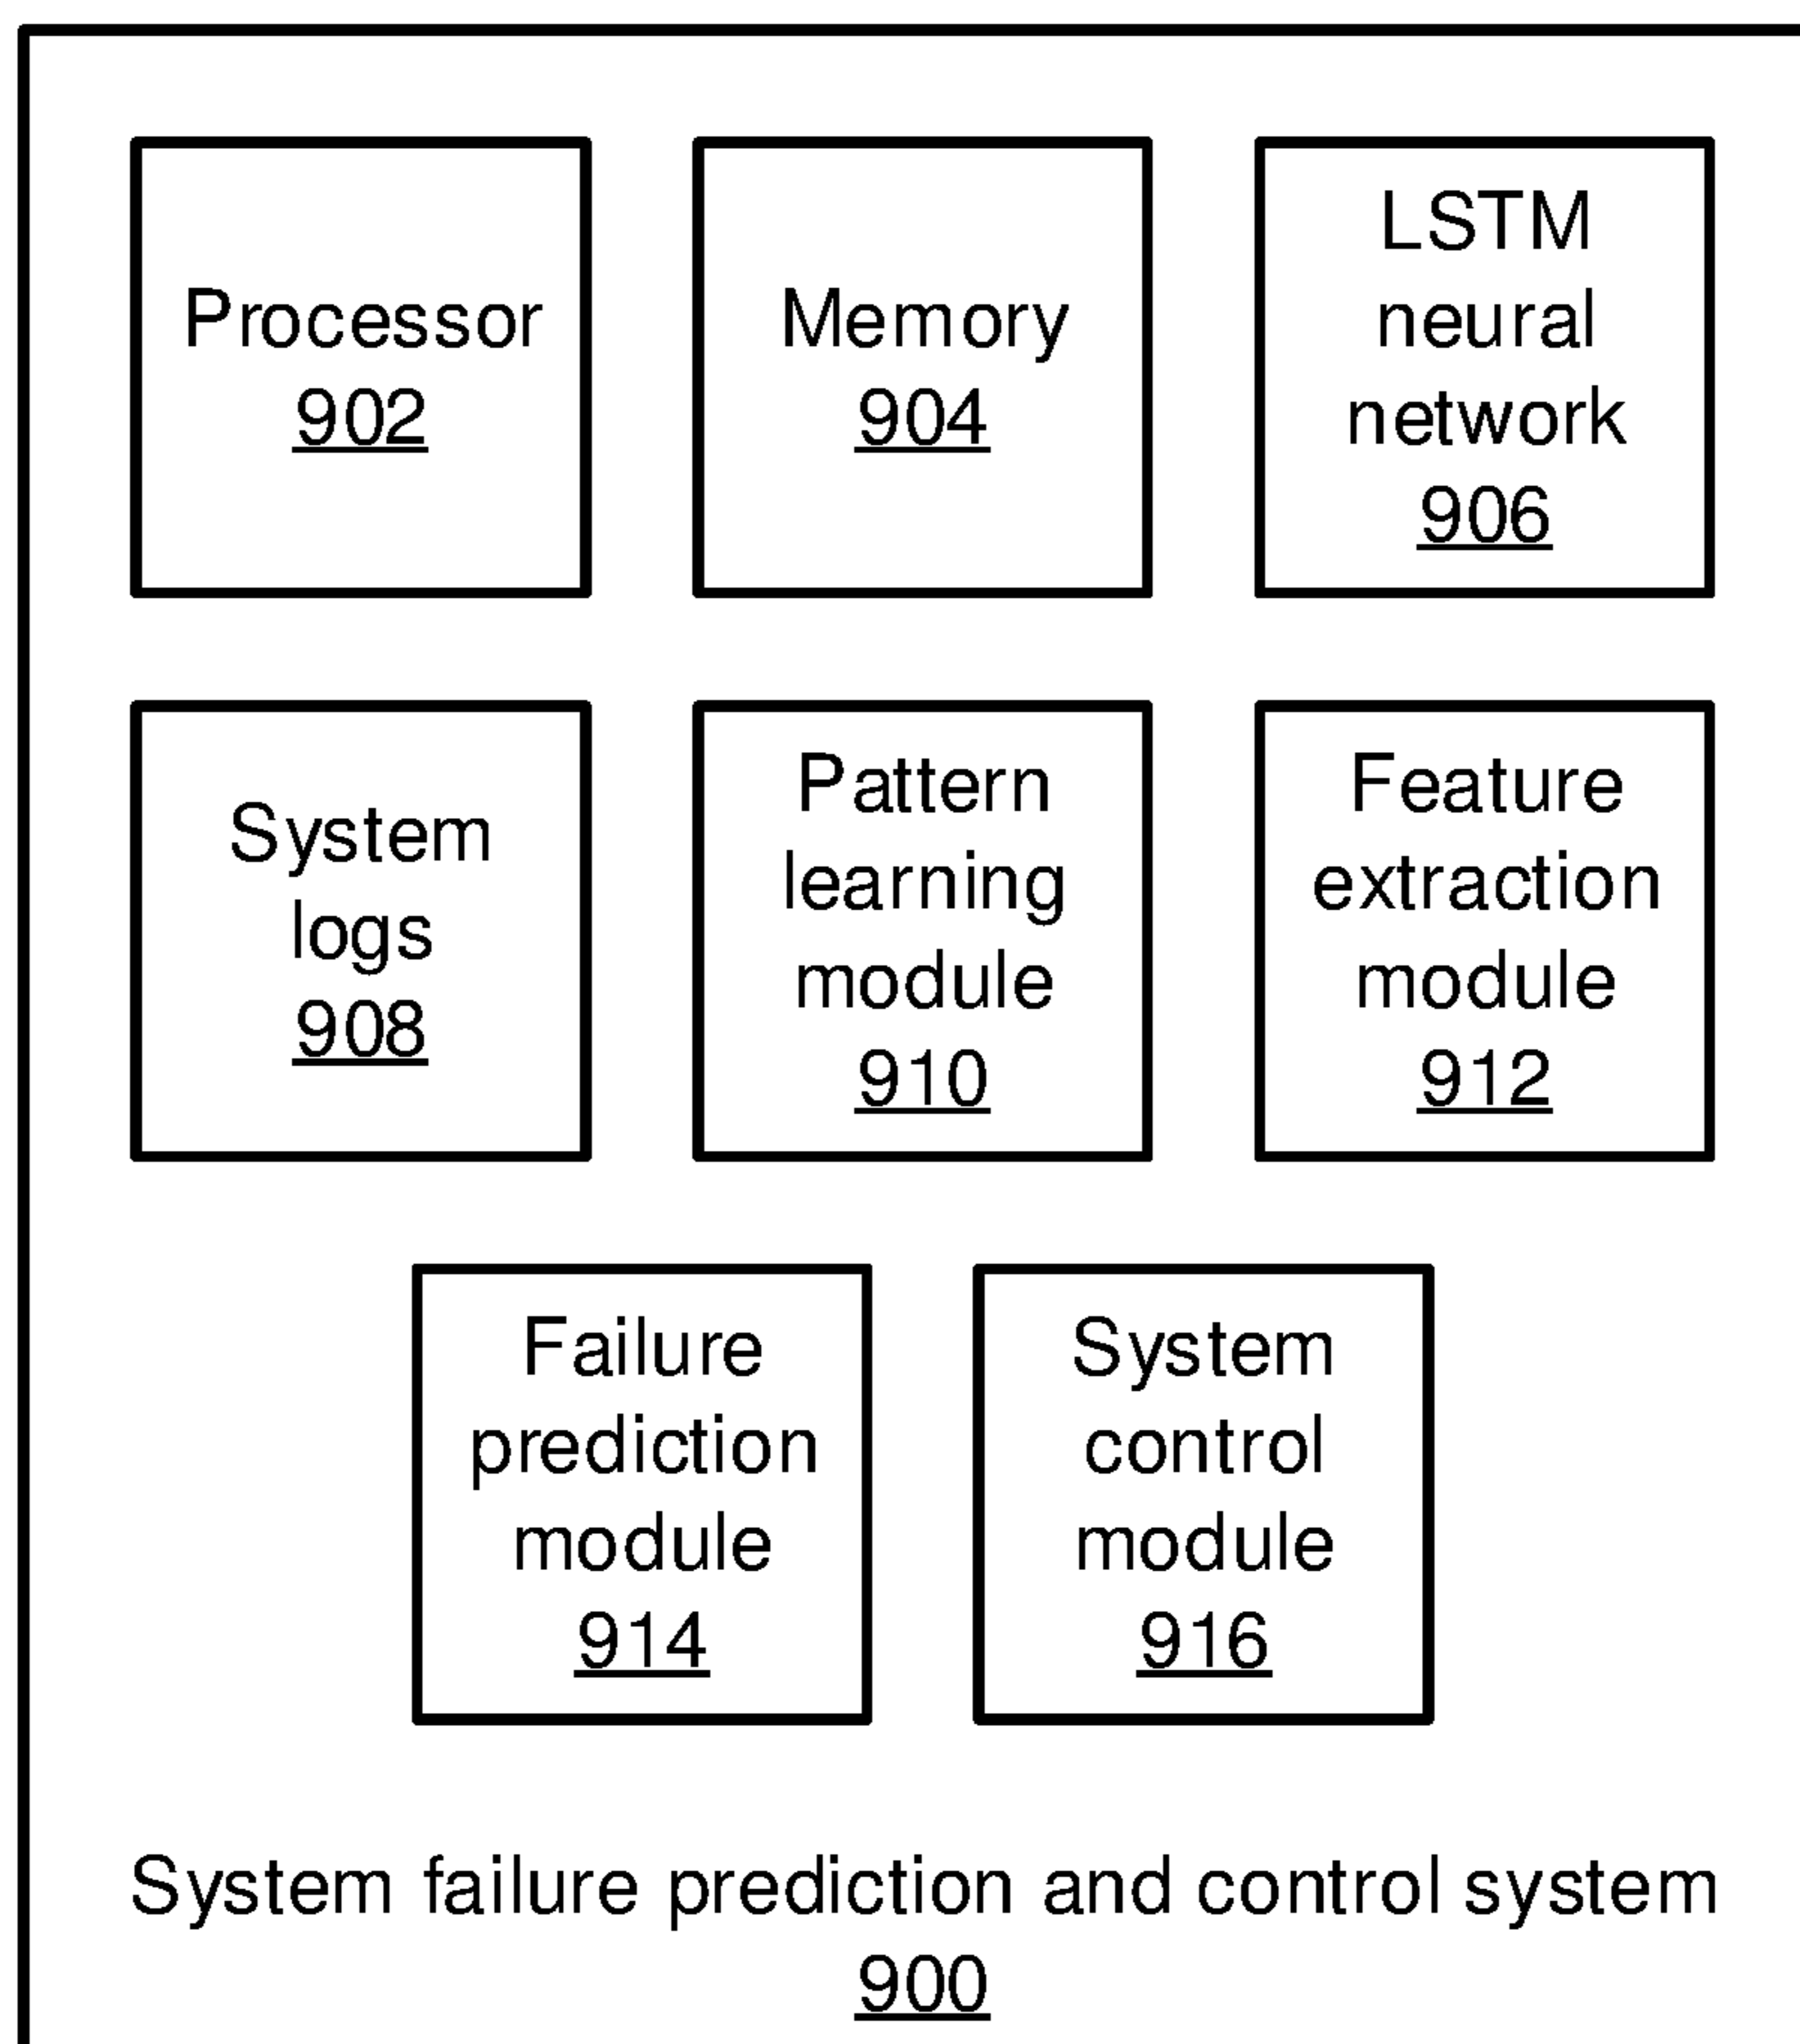 Processor
902
Memory
904
LSTM
neural
network
906
System
logs
908
Pattern
learning
module
910
Feature
extraction
module
912
Failure
prediction
module
914
System
control
module
916
System failure prediction and control system
900